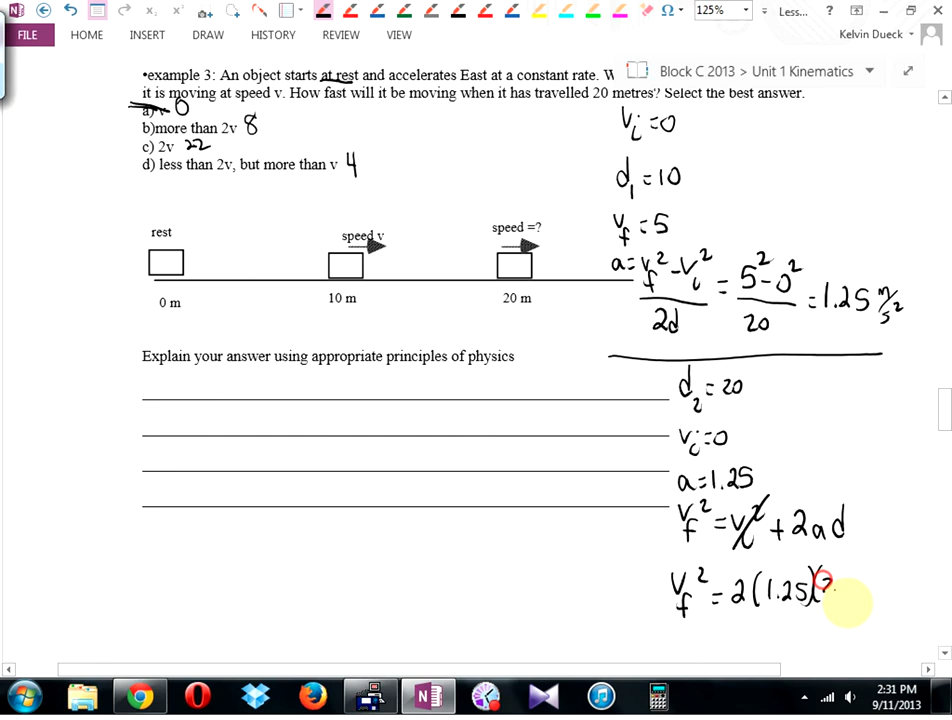 125%
Less...
FILE
HOME
INSERT
DRAW
HISTORY
REVIEW
VIEW
Kelvin Dueck
Block C 2013 > Unit 1 Kinematics
•example 3: An object starts at rest and accelerates East at a constant rate. W
it is moving at speed v. How fast will it be moving when it has travelled 20 metres? Select the best answer.
a) v 0
b)more than 2v 8
c) 2v 22
d) less than 2v, but more than v 4
rest
speed v
speed =?
0 m
10 m
20 m
Explain your answer using appropriate principles of physics
vi = 0
d1 = 10
vf = 5
a = vf² - vi² / 2d = 5² - 0² / 20 = 1.25 m/s²
d2 = 20
vi = 0
a = 1.25
vf² = vi² + 2ad
vf² = 2(1.25)(
2:31 PM
9/11/2013